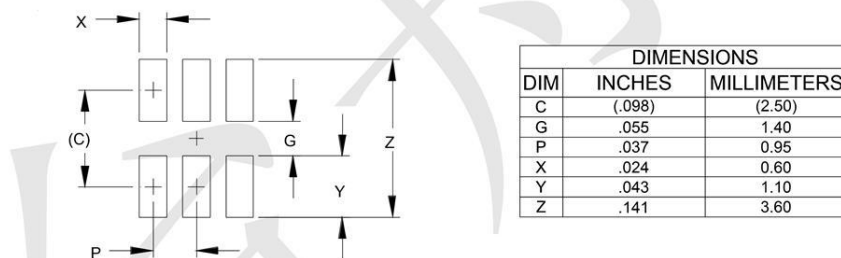 X
(C)
G
Z
Y
P
DIMENSIONS
DIM INCHES MILLIMETERS
C (.098) (2.50)
G .055 1.40
P .037 0.95
X .024 0.60
Y .043 1.10
Z .141 3.60